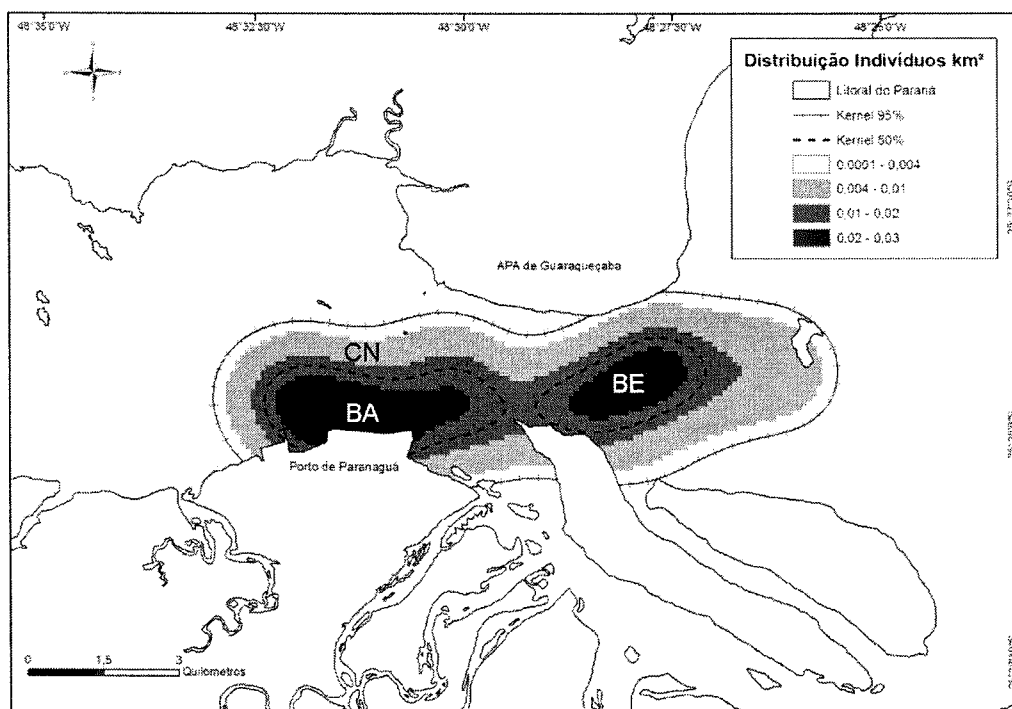 48°35'0"W
48°32'30"W
48°30'0"W
48°27'30"W
48°25'0"W
Distribuição Indivíduos km²
Litoral do Paraná
Kernel 95%
Kernel 50%
0,0001 - 0,004
0,004 - 0,01
0,01 - 0,02
0,02 - 0,03
APA de Guaraqueçaba
CN
BE
BA
Porto de Paranaguá
0 1,5 3
Quilometros